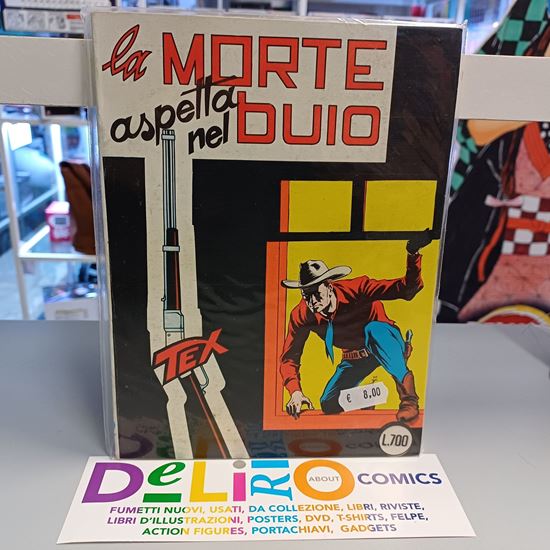 la MORTE
aspetta
nel buio
TEX
€ 8,00
L.700
DeLiRiO ABOUT COMICS
FUMETTI NUOVI, USATI, DA COLLEZIONE, LIBRI, RIVISTE,
LIBRI D'ILLUSTRAZIONI, POSTERS, DVD, T-SHIRTS, FELPE,
ACTION FIGURES, PORTACHIAVI, GADGETS